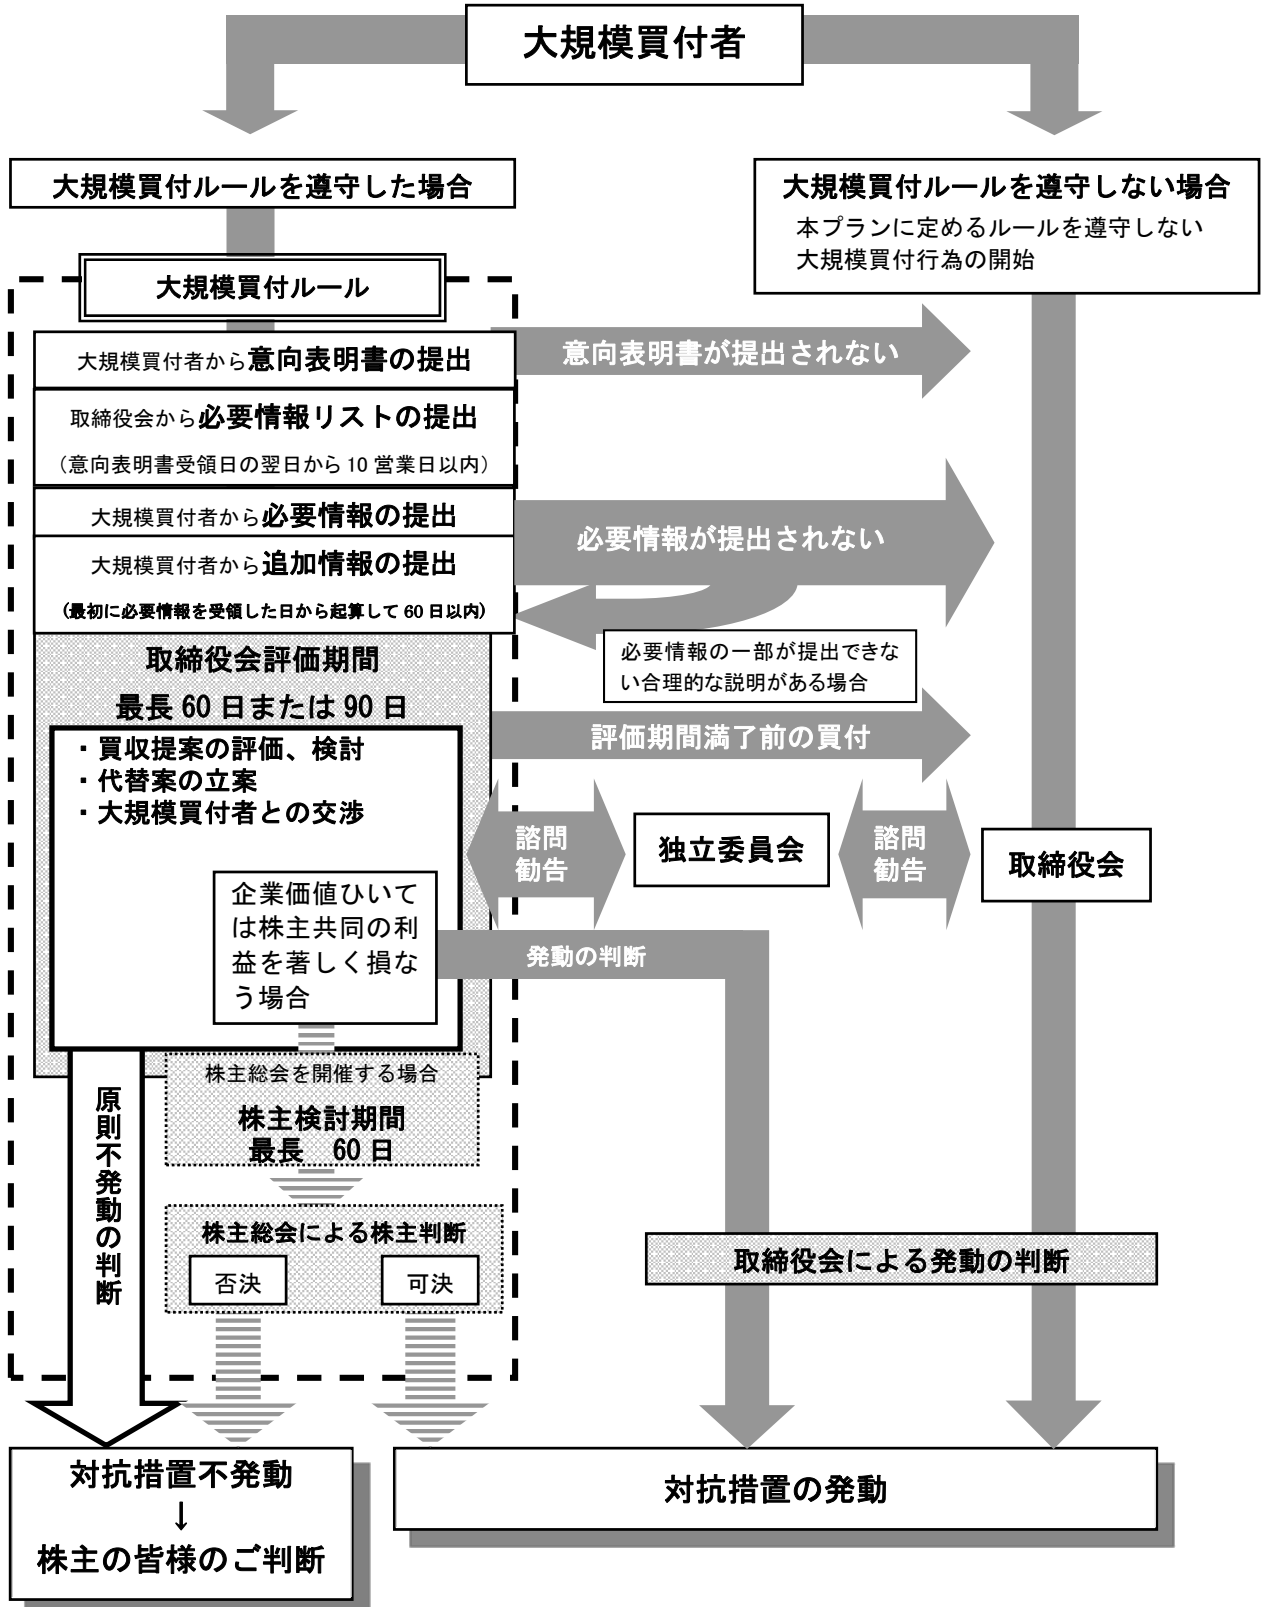 大規模買付者
大規模買付ルールを遵守した場合
大規模買付ルールを遵守しない場合
本プランに定めるルールを遵守しない
大規模買付行為の開始
大規模買付ルール
大規模買付者から意向表明書の提出
意向表明書が提出されない
取締役会から必要情報リストの提出
（意向表明書受領日の翌日から 10 営業日以内）
大規模買付者から必要情報の提出
必要情報が提出されない
大規模買付者から追加情報の提出
(最初に必要情報を受領した日から起算して 60 日以内)
必要情報の一部が提出できな
い合理的な説明がある場合
取締役会評価期間
最長 60 日または 90 日
評価期間満了前の買付
・買収提案の評価、検討
・代替案の立案
・大規模買付者との交渉
諮問
勧告
独立委員会
諮問
勧告
取締役会
企業価値ひいて
は株主共同の利
益を著しく損な
う場合
発動の判断
株主総会を開催する場合
株主検討期間
最長　60 日
原則不発動の判断
株主総会による株主判断
否決
可決
取締役会による発動の判断
対抗措置不発動
↓
株主の皆様のご判断
対抗措置の発動